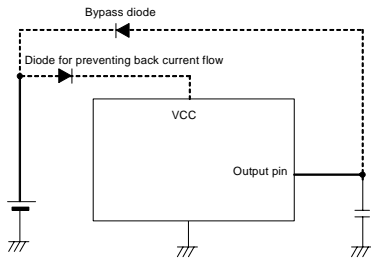 Bypass diode
Diode for preventing back current flow
VCC
Output pin